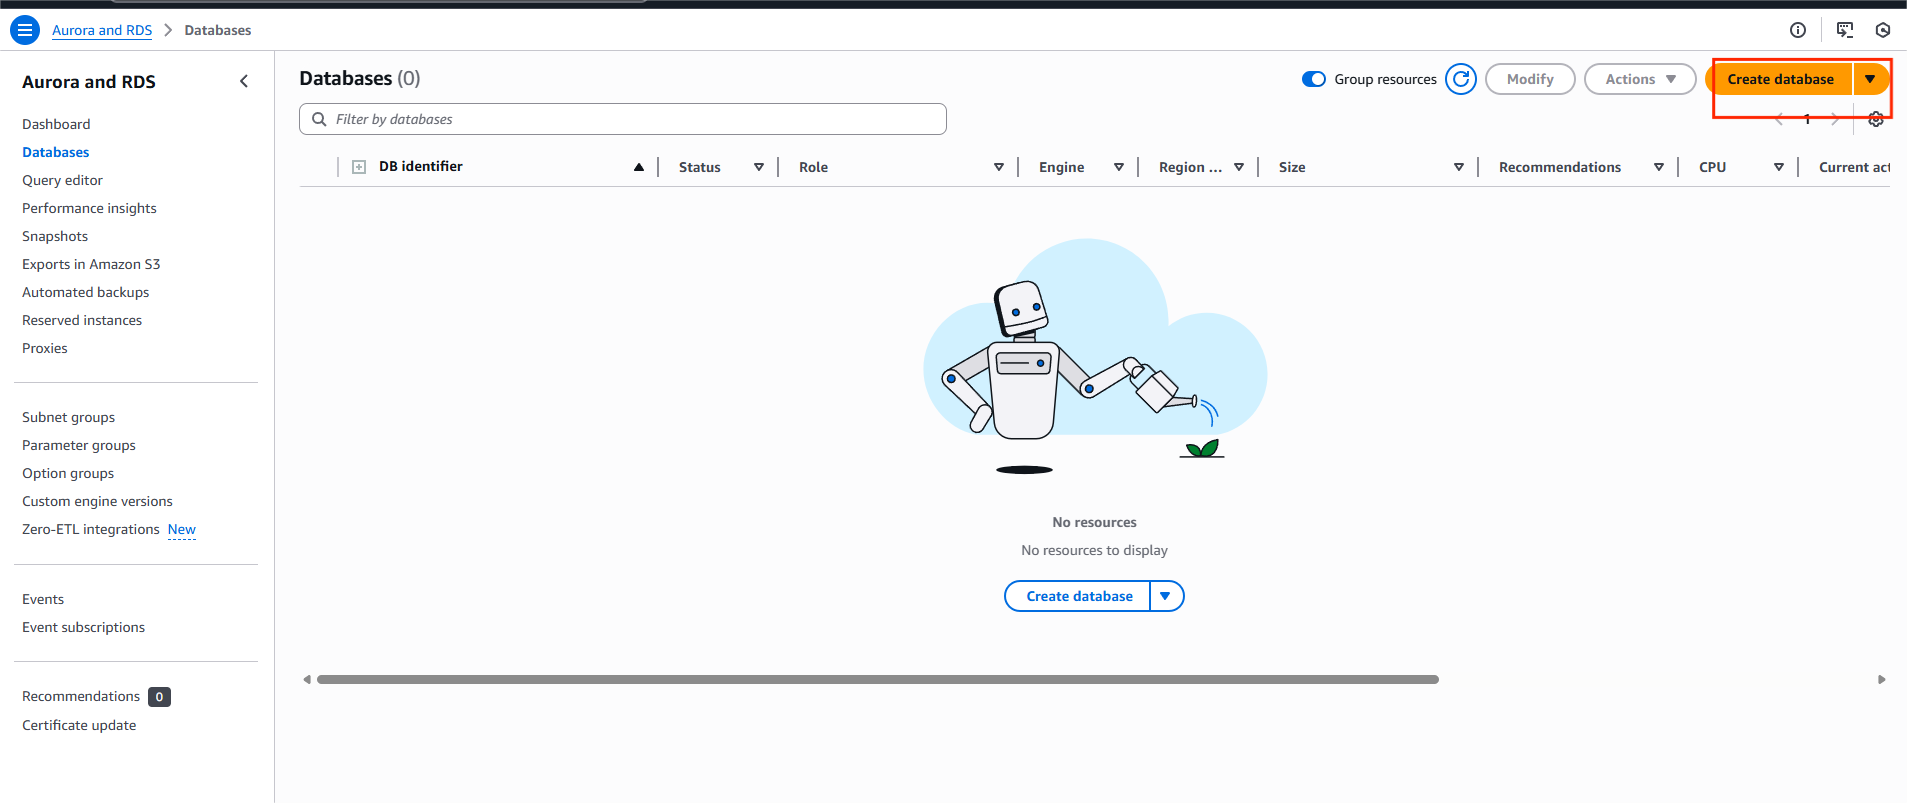 Aurora and RDS > Databases
Aurora and RDS
Dashboard
Databases
Query editor
Performance insights
Snapshots
Exports in Amazon S3
Automated backups
Reserved instances
Proxies
Subnet groups
Parameter groups
Option groups
Custom engine versions
Zero-ETL integrations New
Events
Event subscriptions
Recommendations 0
Certificate update
Databases (0)
Group resources
Modify
Actions
Create database
Filter by databases
1
DB identifier Status Role Engine Region ... Size Recommendations CPU Current act
No resources
No resources to display
Create database